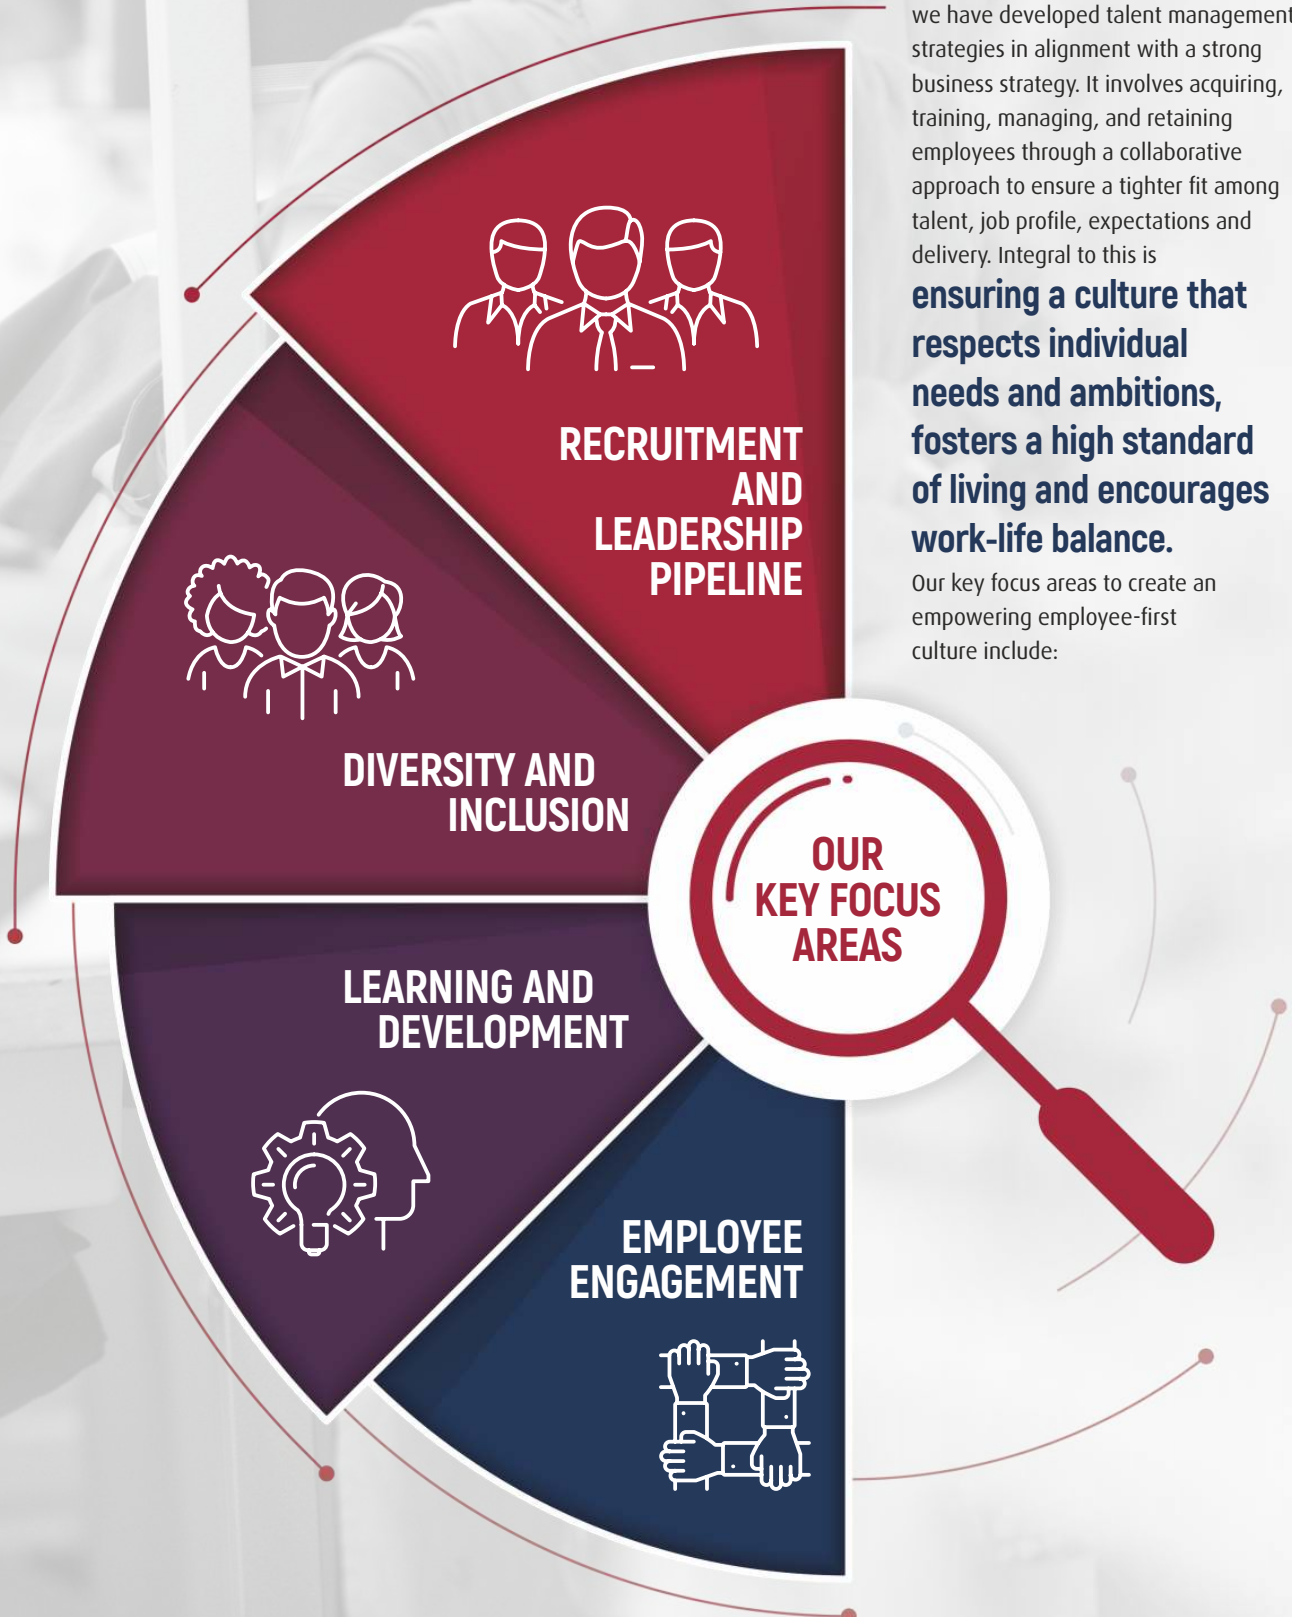 we have developed talent management
strategies in alignment with a strong
business strategy. It involves acquiring,
training, managing, and retaining
employees through a collaborative
approach to ensure a tighter fit among
talent, job profile, expectations and
delivery. Integral to this is
ensuring a culture that
respects individual
needs and ambitions,
fosters a high standard
of living and encourages
work-life balance.
Our key focus areas to create an
empowering employee-first
culture include:
RECRUITMENT
AND
LEADERSHIP
PIPELINE
DIVERSITY AND
INCLUSION
OUR
KEY FOCUS
AREAS
LEARNING AND
DEVELOPMENT
EMPLOYEE
ENGAGEMENT